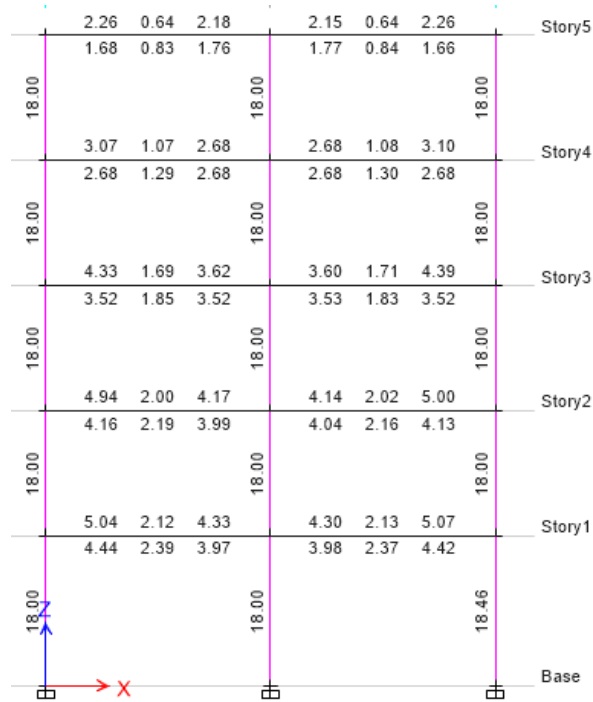 2.26 0.64 2.18 2.15 0.64 2.26
Story5
1.68 0.83 1.76 1.77 0.84 1.66
18.00 18.00 18.00
3.07 1.07 2.68 2.68 1.08 3.10
Story4
2.68 1.29 2.68 2.68 1.30 2.68
18.00 18.00 18.00
4.33 1.69 3.62 3.60 1.71 4.39
Story3
3.52 1.85 3.52 3.53 1.83 3.52
18.00 18.00 18.00
4.94 2.00 4.17 4.14 2.02 5.00
Story2
4.16 2.19 3.99 4.04 2.16 4.13
18.00 18.00 18.00
5.04 2.12 4.33 4.30 2.13 5.07
Story1
4.44 2.39 3.97 3.98 2.37 4.42
18.00 18.00 18.46
Z
Base
X